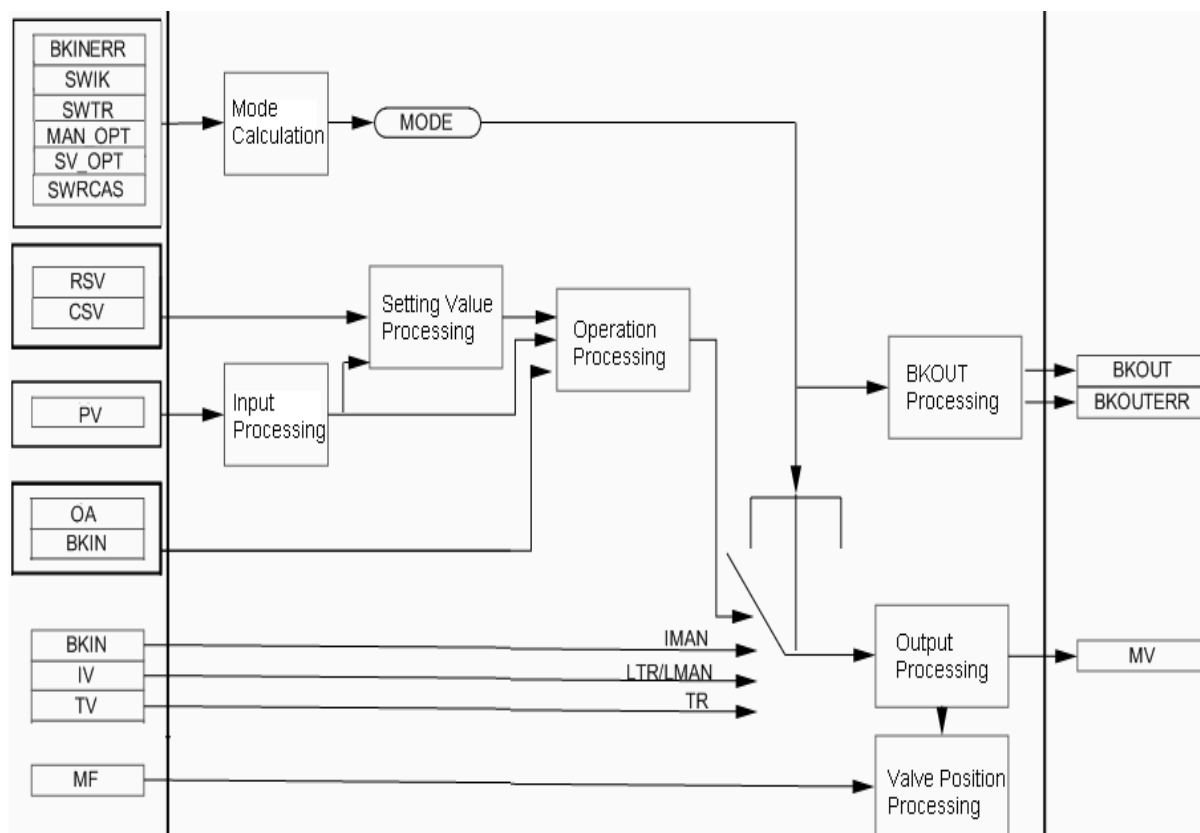 BKINERR
SWIK
SWTR
MAN_OPT
SV_OPT
SWRCAS
Mode
Calculation
MODE
RSV
CSV
Setting Value
Processing
Operation
Processing
PV
Input
Processing
BKOUT
Processing
BKOUT
BKOUTERR
OA
BKIN
BKIN
IV
TV
IMAN
LTR/LMAN
TR
Output
Processing
MV
MF
Valve Position
Processing